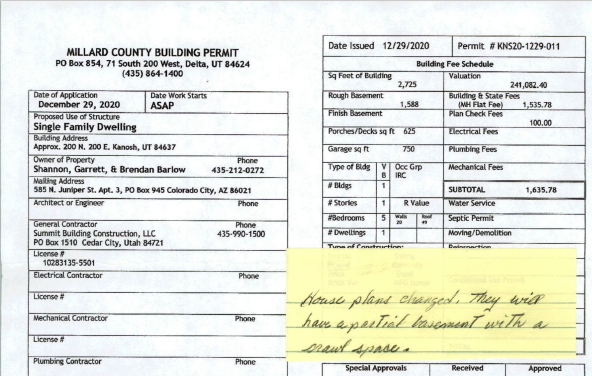 MILLARD COUNTY BUILDING PERMIT
PO Box 854, 71 South 200 West, Delta, UT 84624
(435) 864-1400
Date of Application
December 29, 2020
Date Work Starts
ASAP
Proposed Use of Structure
Single Family Dwelling
Building Address
Approx. 200 N. 200 E. Kanosh, UT 84637
Owner of Property Phone
Shannon, Garrett, & Brendan Barlow 435-212-0272
Mailing Address
585 N. Juniper St. Apt. 3, PO Box 945 Colorado City, AZ 86021
Architect or Engineer Phone
General Contractor Phone
Summit Building Construction, LLC 435-990-1500
PO Box 1510 Cedar City, Utah 84721
License #
10283135-5501
Electrical Contractor Phone
License #
Mechanical Contractor Phone
License #
Plumbing Contractor Phone
Date Issued 12/29/2020 Permit # KNS20-1229-011
Building Fee Schedule
Sq Feet of Building
2,725
Valuation
241,082.40
Rough Basement
1,588
Building & State Fees
(MH Flat Fee) 1,535.78
Finish Basement
Plan Check Fees
100.00
Porches/Decks sq ft 625 Electrical Fees
Garage sq ft 750 Plumbing Fees
Type of Bldg V B Occ Grp IRC Mechanical Fees
# Bldgs 1 SUBTOTAL 1,635.78
# Stories 1 R Value Water Service
#Bedrooms 5 Walls 20 Roof 49 Septic Permit
# Dwellings 1 Moving/Demolition
Type of Construction: Reinspection
House plans changed. They will
have a partial basement with a
crawl space.
Special Approvals Received Approved